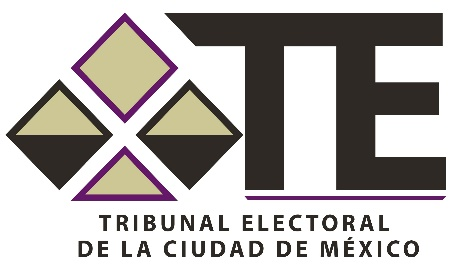 TE
TRIBUNAL ELECTORAL
DE LA CIUDAD DE MÉXICO